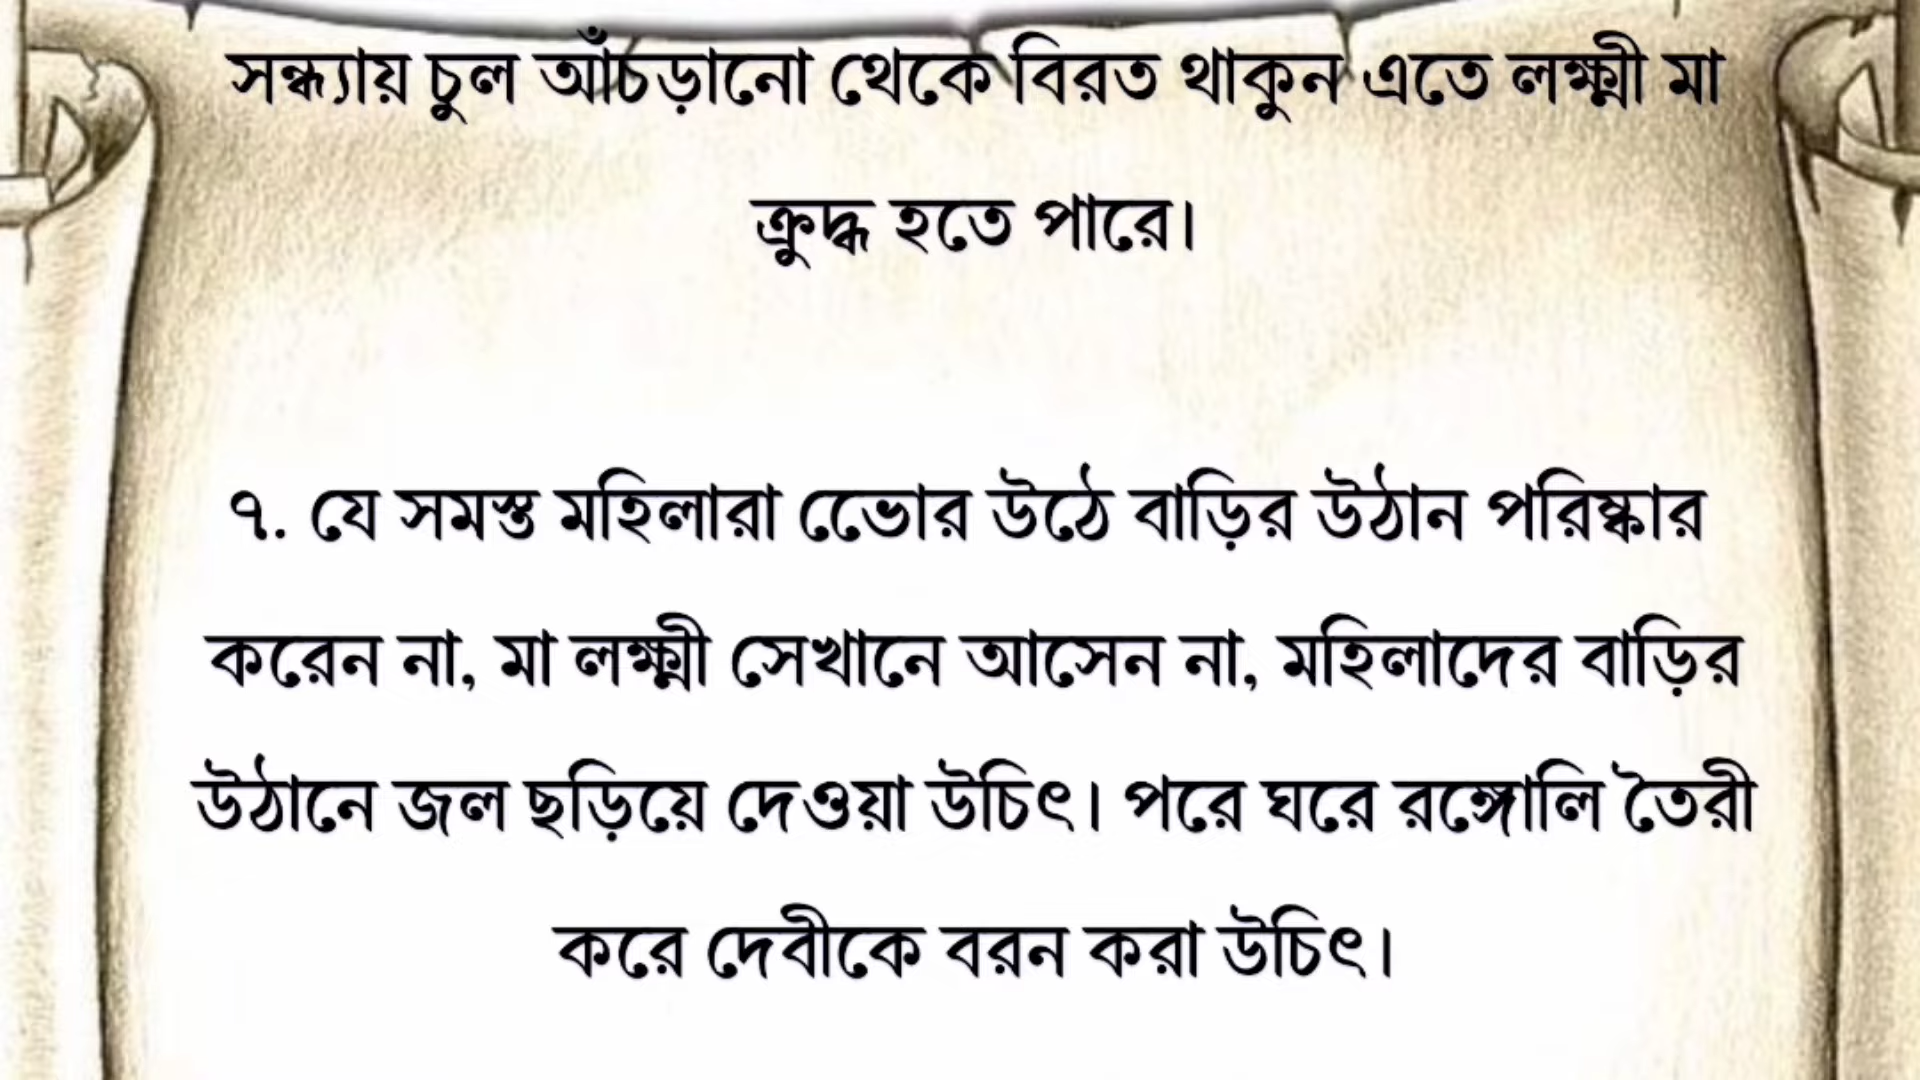 সন্ধ্যায় চুল আঁচড়ানো থেকে বিরত থাকুন এতে লক্ষ্মী মা
ক্রুদ্ধ হতে পারে।
৭. যে সমস্ত মহিলারা ভোের উঠে বাড়ির উঠান পরিষ্কার
করেন না, মা লক্ষ্মী সেখানে আসেন না, মহিলাদের বাড়ির
উঠানে জল ছড়িয়ে দেওয়া উচিৎ। পরে ঘরে রঙ্গোলি তৈরী
করে দেবীকে বরন করা উচিৎ।